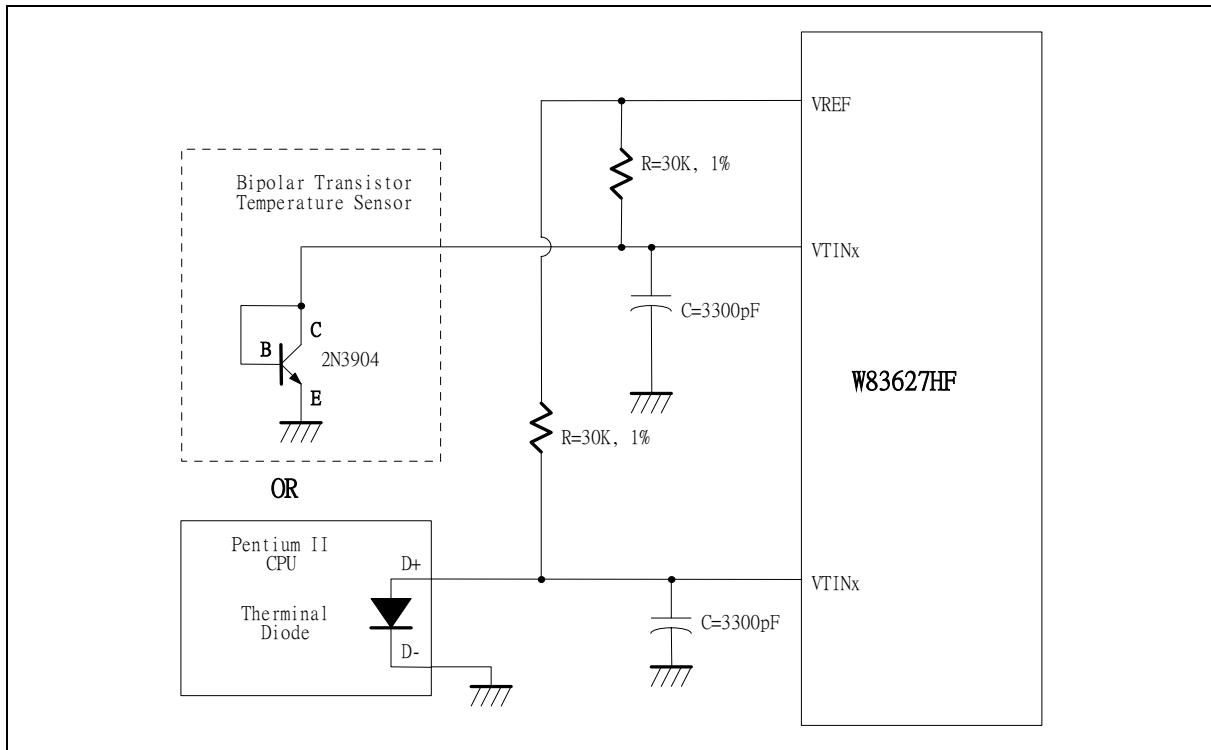 VREF
R=30K, 1%
Bipolar Transistor
Temperature Sensor
VTINx
C=3300pF
C
B
2N3904
E
W83627HF
R=30K, 1%
OR
Pentium II
CPU
D+
VTINx
Therminal
Diode
C=3300pF
D-